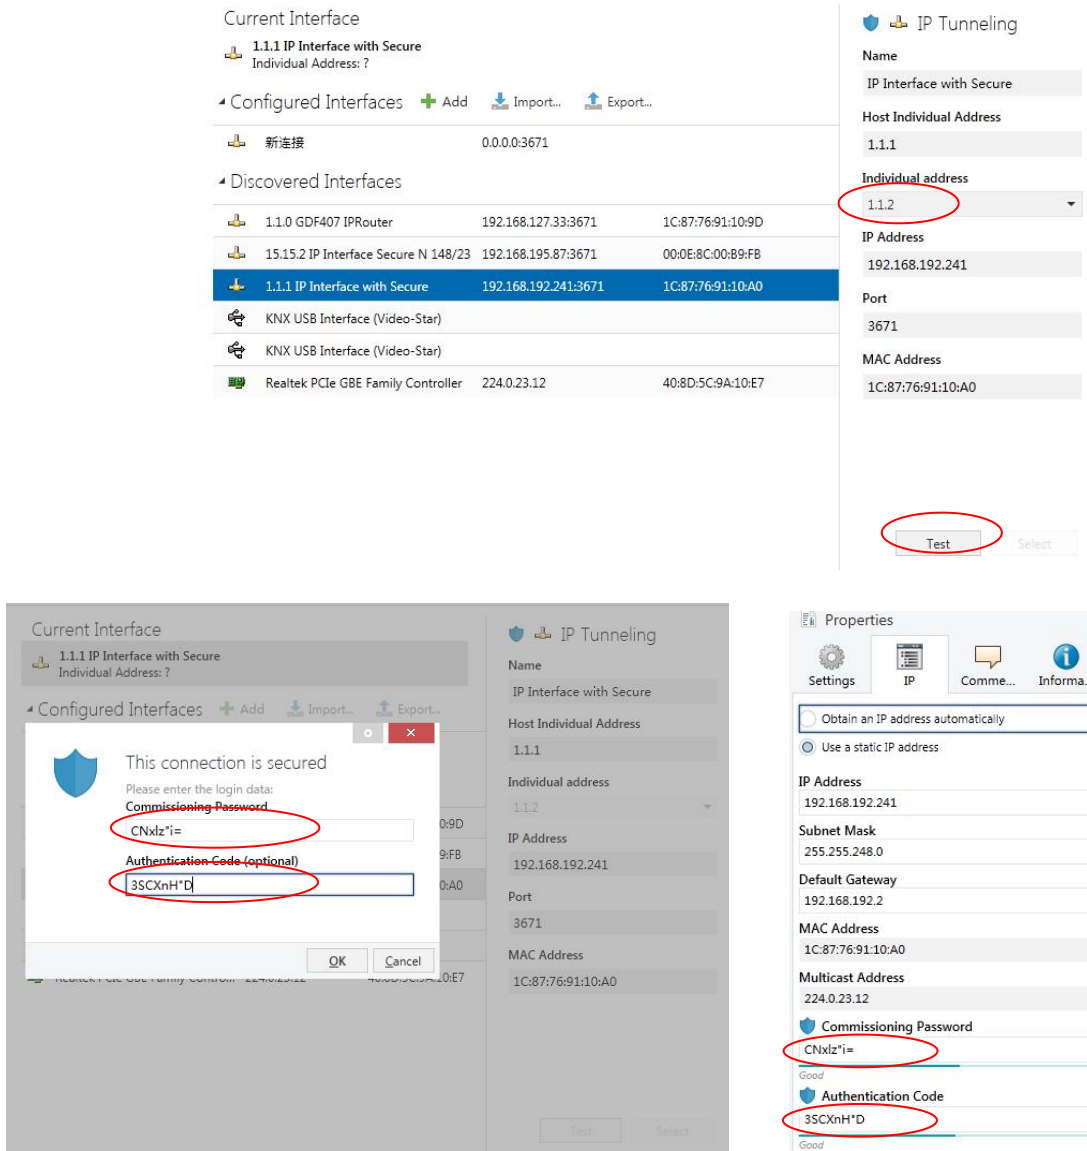 Current Interface
1.1.1 IP Interface with Secure
Individual Address: ?
Configured Interfaces Add Import... Export...
新连接 0.0.0.0:3671
Discovered Interfaces
1.1.0 GDF407 IPRouter 192.168.127.33:3671 1C:87:76:91:10:9D
15.15.2 IP Interface Secure N 148/23 192.168.195.87:3671 00:0E:8C:00:B9:FB
1.1.1 IP Interface with Secure 192.168.192.241:3671 1C:87:76:91:10:A0
KNX USB Interface (Video-Star)
KNX USB Interface (Video-Star)
Realtek PCIe GBE Family Controller 224.0.23.12 40:8D:5C:9A:10:E7
IP Tunneling
Name
IP Interface with Secure
Host Individual Address
1.1.1
Individual address
1.1.2
IP Address
192.168.192.241
Port
3671
MAC Address
1C:87:76:91:10:A0
Test Select
Current Interface
1.1.1 IP Interface with Secure
Individual Address: ?
Configured Interfaces Add Import... Export...
This connection is secured
Please enter the login data:
Commissioning Password
CNxlz"i=
0:9D
Authentication Code (optional)
9:FB
3SCXnH*D
0:A0
OK Cancel
IP Tunneling
Name
IP Interface with Secure
Host Individual Address
1.1.1
Individual address
1.1.2
IP Address
192.168.192.241
Port
3671
MAC Address
1C:87:76:91:10:A0
Test Select
Properties
Settings IP Comme... Informa.
Obtain an IP address automatically
Use a static IP address
IP Address
192.168.192.241
Subnet Mask
255.255.248.0
Default Gateway
192.168.192.2
MAC Address
1C:87:76:91:10:A0
Multicast Address
224.0.23.12
Commissioning Password
CNxlz"i=
Good
Authentication Code
3SCXnH*D
Good